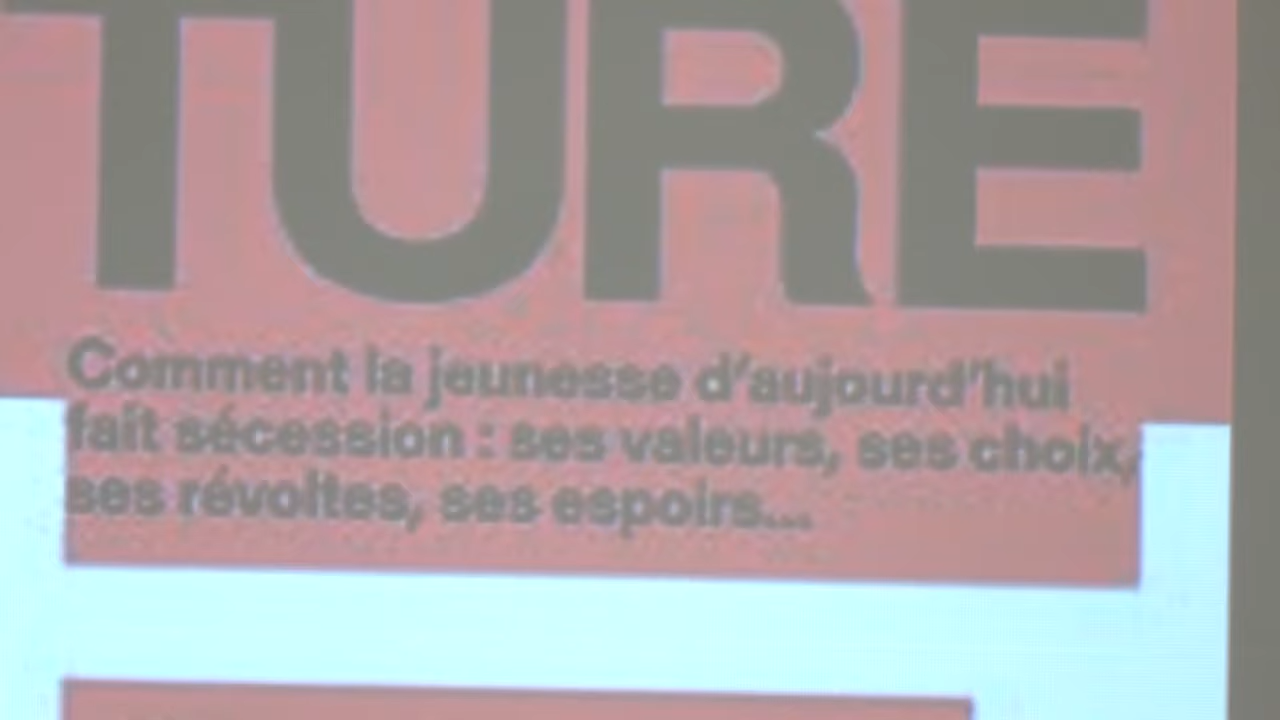 TURE
Comment la jeunesse d'aujourd'hui
fait sécession : ses valeurs, ses choix,
ses révoltes, ses espoirs...